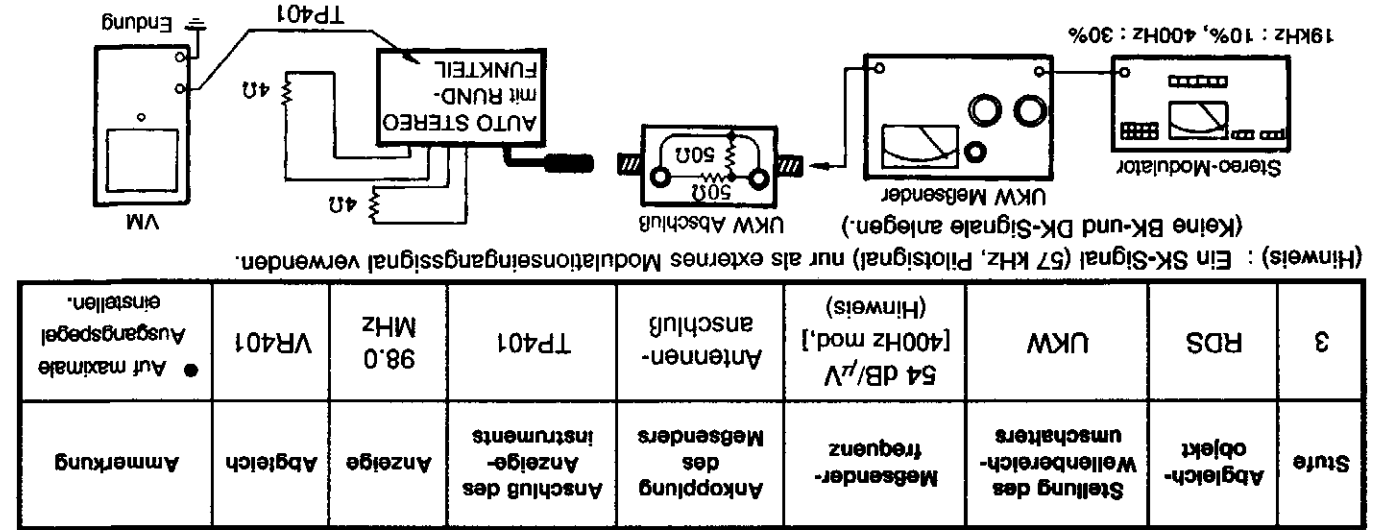 Stufe
Abgleich-
objekt
Stellung des
Wellenbereich-
umschalters
Meßsender-
frequenz
Ankopplung
des
Meßsenders
Anschluß des
Anzeige-
instruments
Anzeige
Abgleich
Ammerkung
3
RDS
UKW
54 dB/µV
[400Hz mod,]
(Hinweis)
Antennen-
anschluß
TP401
98.0
MHz
VR401
● Auf maximale
Ausgangspegel
einstellen.
(Hinweis) : Ein SK-Signal (57 kHz, Pilotsignal) nur als externes Modulationseingangssignal verwenden.
(Keine BK-und DK-Signale anlegen.)
Stereo-Modulator
19kHz : 10%, 400Hz : 30%
UKW Meßsender
UKW Abschluß
50Ω
50Ω
AUTO STEREO
mit RUND-
FUNKTEIL
4Ω
4Ω
TP401
VM
Endung